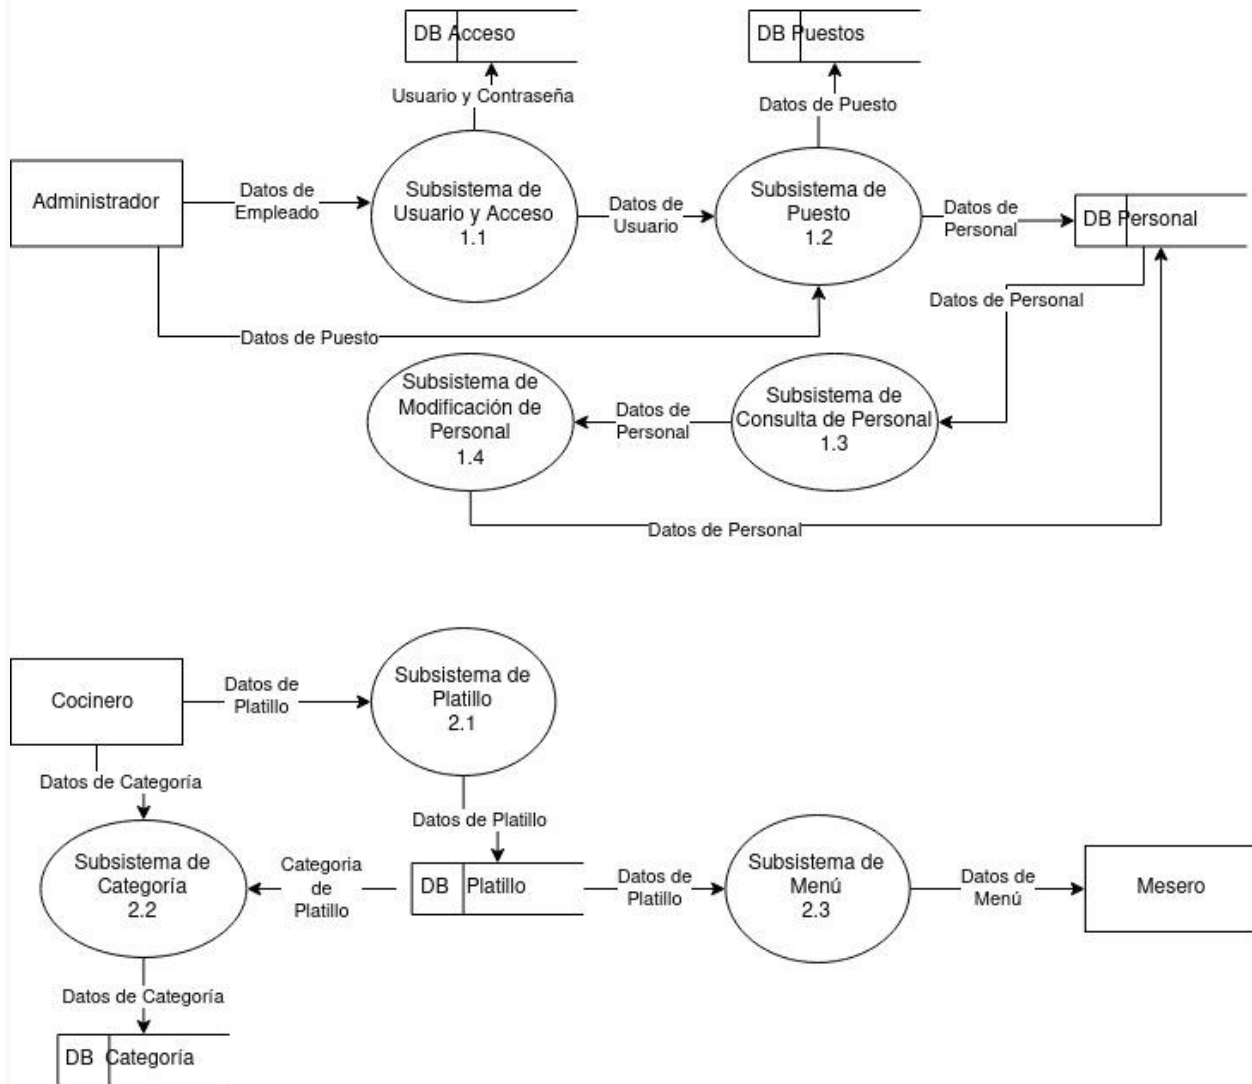 DB Acceso
DB Puestos
Usuario y Contraseña
Datos de Puesto
Administrador
Datos de
Empleado
Subsistema de
Usuario y Acceso
1.1
Datos de
Usuario
Subsistema de
Puesto
1.2
Datos de
Personal
DB Personal
Datos de Personal
Datos de Puesto
Subsistema de
Modificación de
Personal
1.4
Datos de
Personal
Subsistema de
Consulta de Personal
1.3
Datos de Personal
Cocinero
Datos de
Platillo
Subsistema de
Platillo
2.1
Datos de Categoría
Datos de Platillo
Subsistema de
Categoría
2.2
Categoria
de
Platillo
DB Platillo
Datos de
Platillo
Subsistema de
Menú
2.3
Datos de
Menú
Mesero
Datos de Categoría
DB Categoría